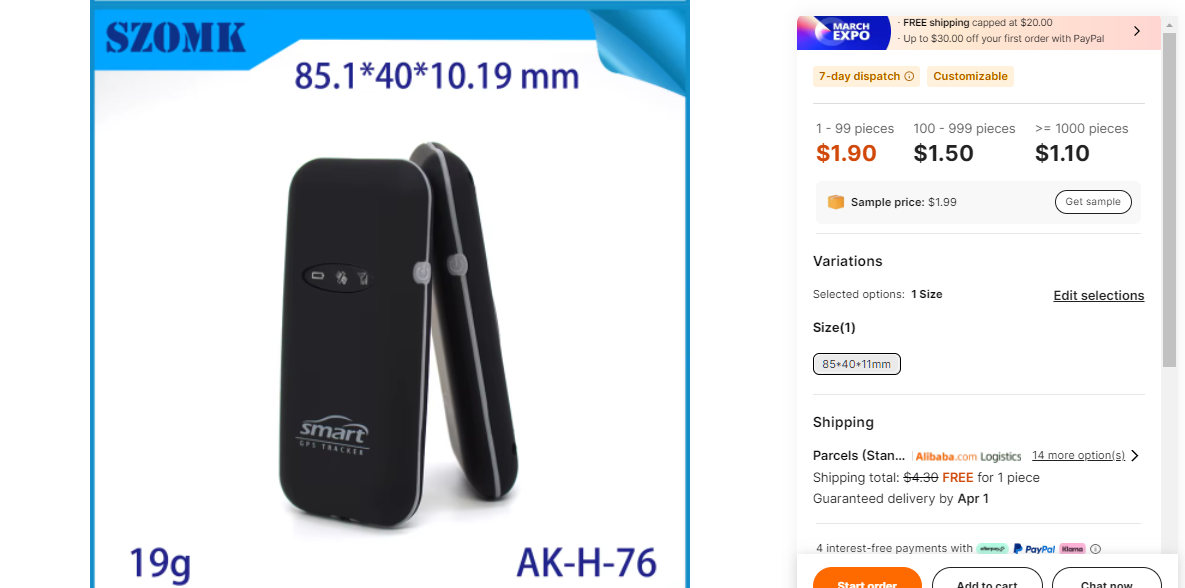 SZOMK
85.1*40*10.19 mm
smart
GPS TRACKER
19g
AK-H-76
MARCH
EXPO
· FREE shipping capped at $20.00
· Up to $30.00 off your first order with PayPal
7-day dispatch
Customizable
1 - 99 pieces
$1.90
100 - 999 pieces
$1.50
>= 1000 pieces
$1.10
Sample price: $1.99
Get sample
Variations
Selected options: 1 Size
Edit selections
Size(1)
85*40*11mm
Shipping
Parcels (Stan... Alibaba.com Logistics 14 more option(s)
Shipping total: $4.30 FREE for 1 piece
Guaranteed delivery by Apr 1
4 interest-free payments with afterpay PayPal Klarna
Start order
Add to cart
Chat now